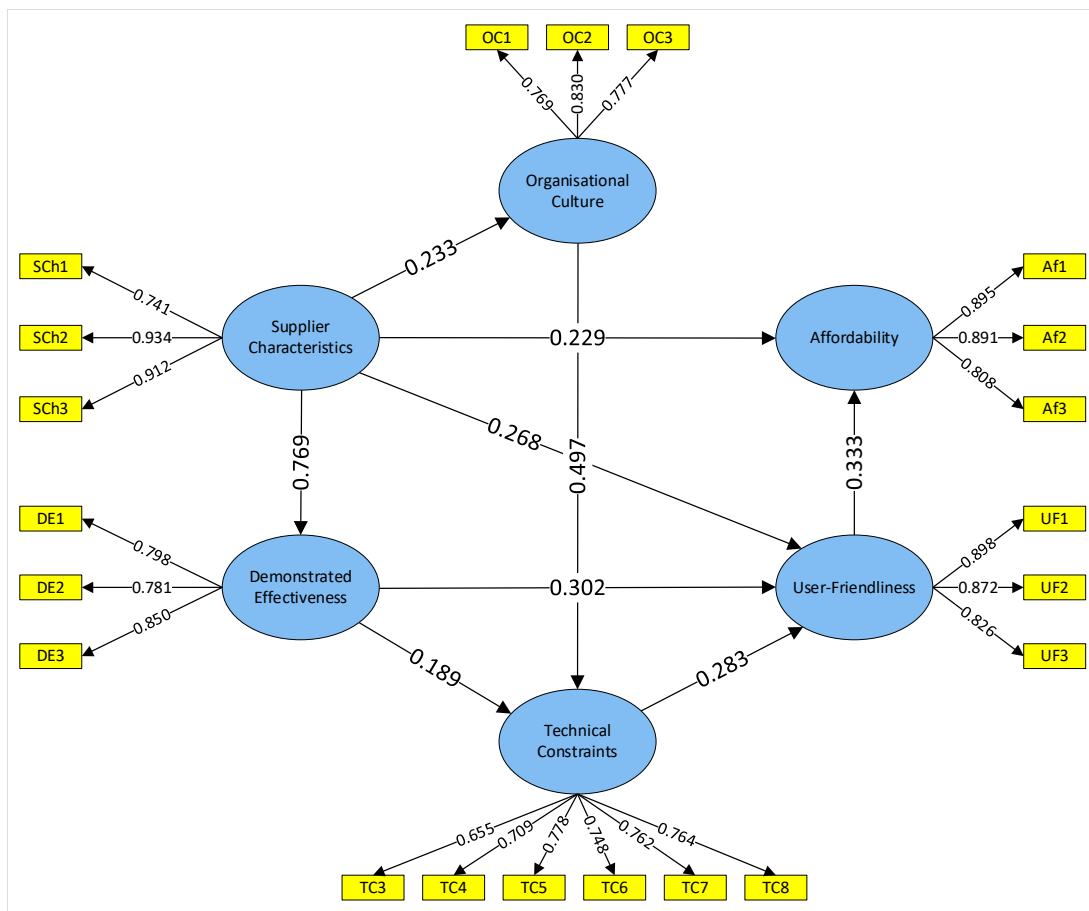 OC1 OC2 OC3
0.769 0.830 0.777
Organisational
Culture
SCh1
SCh2
SCh3
0.741
0.934
0.912
Supplier
Characteristics
0.233
0.229
0.268
0.497
0.769
Affordability
0.895
0.891
0.808
Af1
Af2
Af3
0.333
DE1
DE2
DE3
0.798
0.781
0.850
Demonstrated
Effectiveness
0.302
0.189
0.283
User-Friendliness
0.898
0.872
0.826
UF1
UF2
UF3
Technical
Constraints
0.655 0.709 0.778 0.748 0.762 0.764
TC3 TC4 TC5 TC6 TC7 TC8